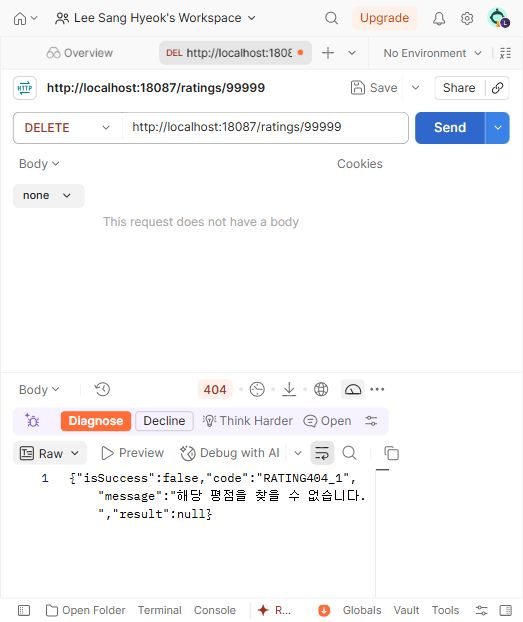 Lee Sang Hyeok's Workspace Upgrade L
Overview DEL http://localhost:1808 No Environment
HTTP http://localhost:18087/ratings/99999 Save Share
DELETE http://localhost:18087/ratings/99999 Send
Body Cookies
none
This request does not have a body
Body 404
Diagnose Decline Think Harder Open
Raw Preview Debug with AI
1 {"isSuccess":false,"code":"RATING404_1",
"message":"해당 평점을 찾을 수 없습니다.
","result":null}
Open Folder Terminal Console R... Globals Vault Tools